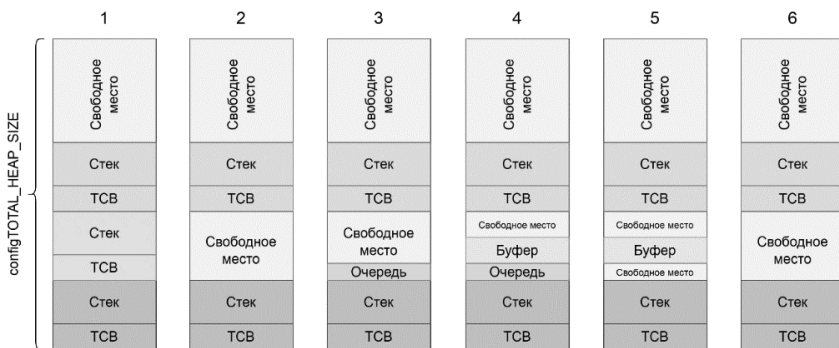 configTOTAL_HEAP_SIZE
1
Свободное
место
Стек
TCB
Стек
TCB
Стек
TCB
2
Свободное
место
Стек
TCB
Свободное
место
Стек
TCB
3
Свободное
место
Стек
TCB
Свободное
место
Очередь
Стек
TCB
4
Свободное
место
Стек
TCB
Свободное место
Буфер
Очередь
Стек
TCB
5
Свободное
место
Стек
TCB
Свободное место
Буфер
Свободное место
Стек
TCB
6
Свободное
место
Стек
TCB
Свободное
место
Стек
TCB